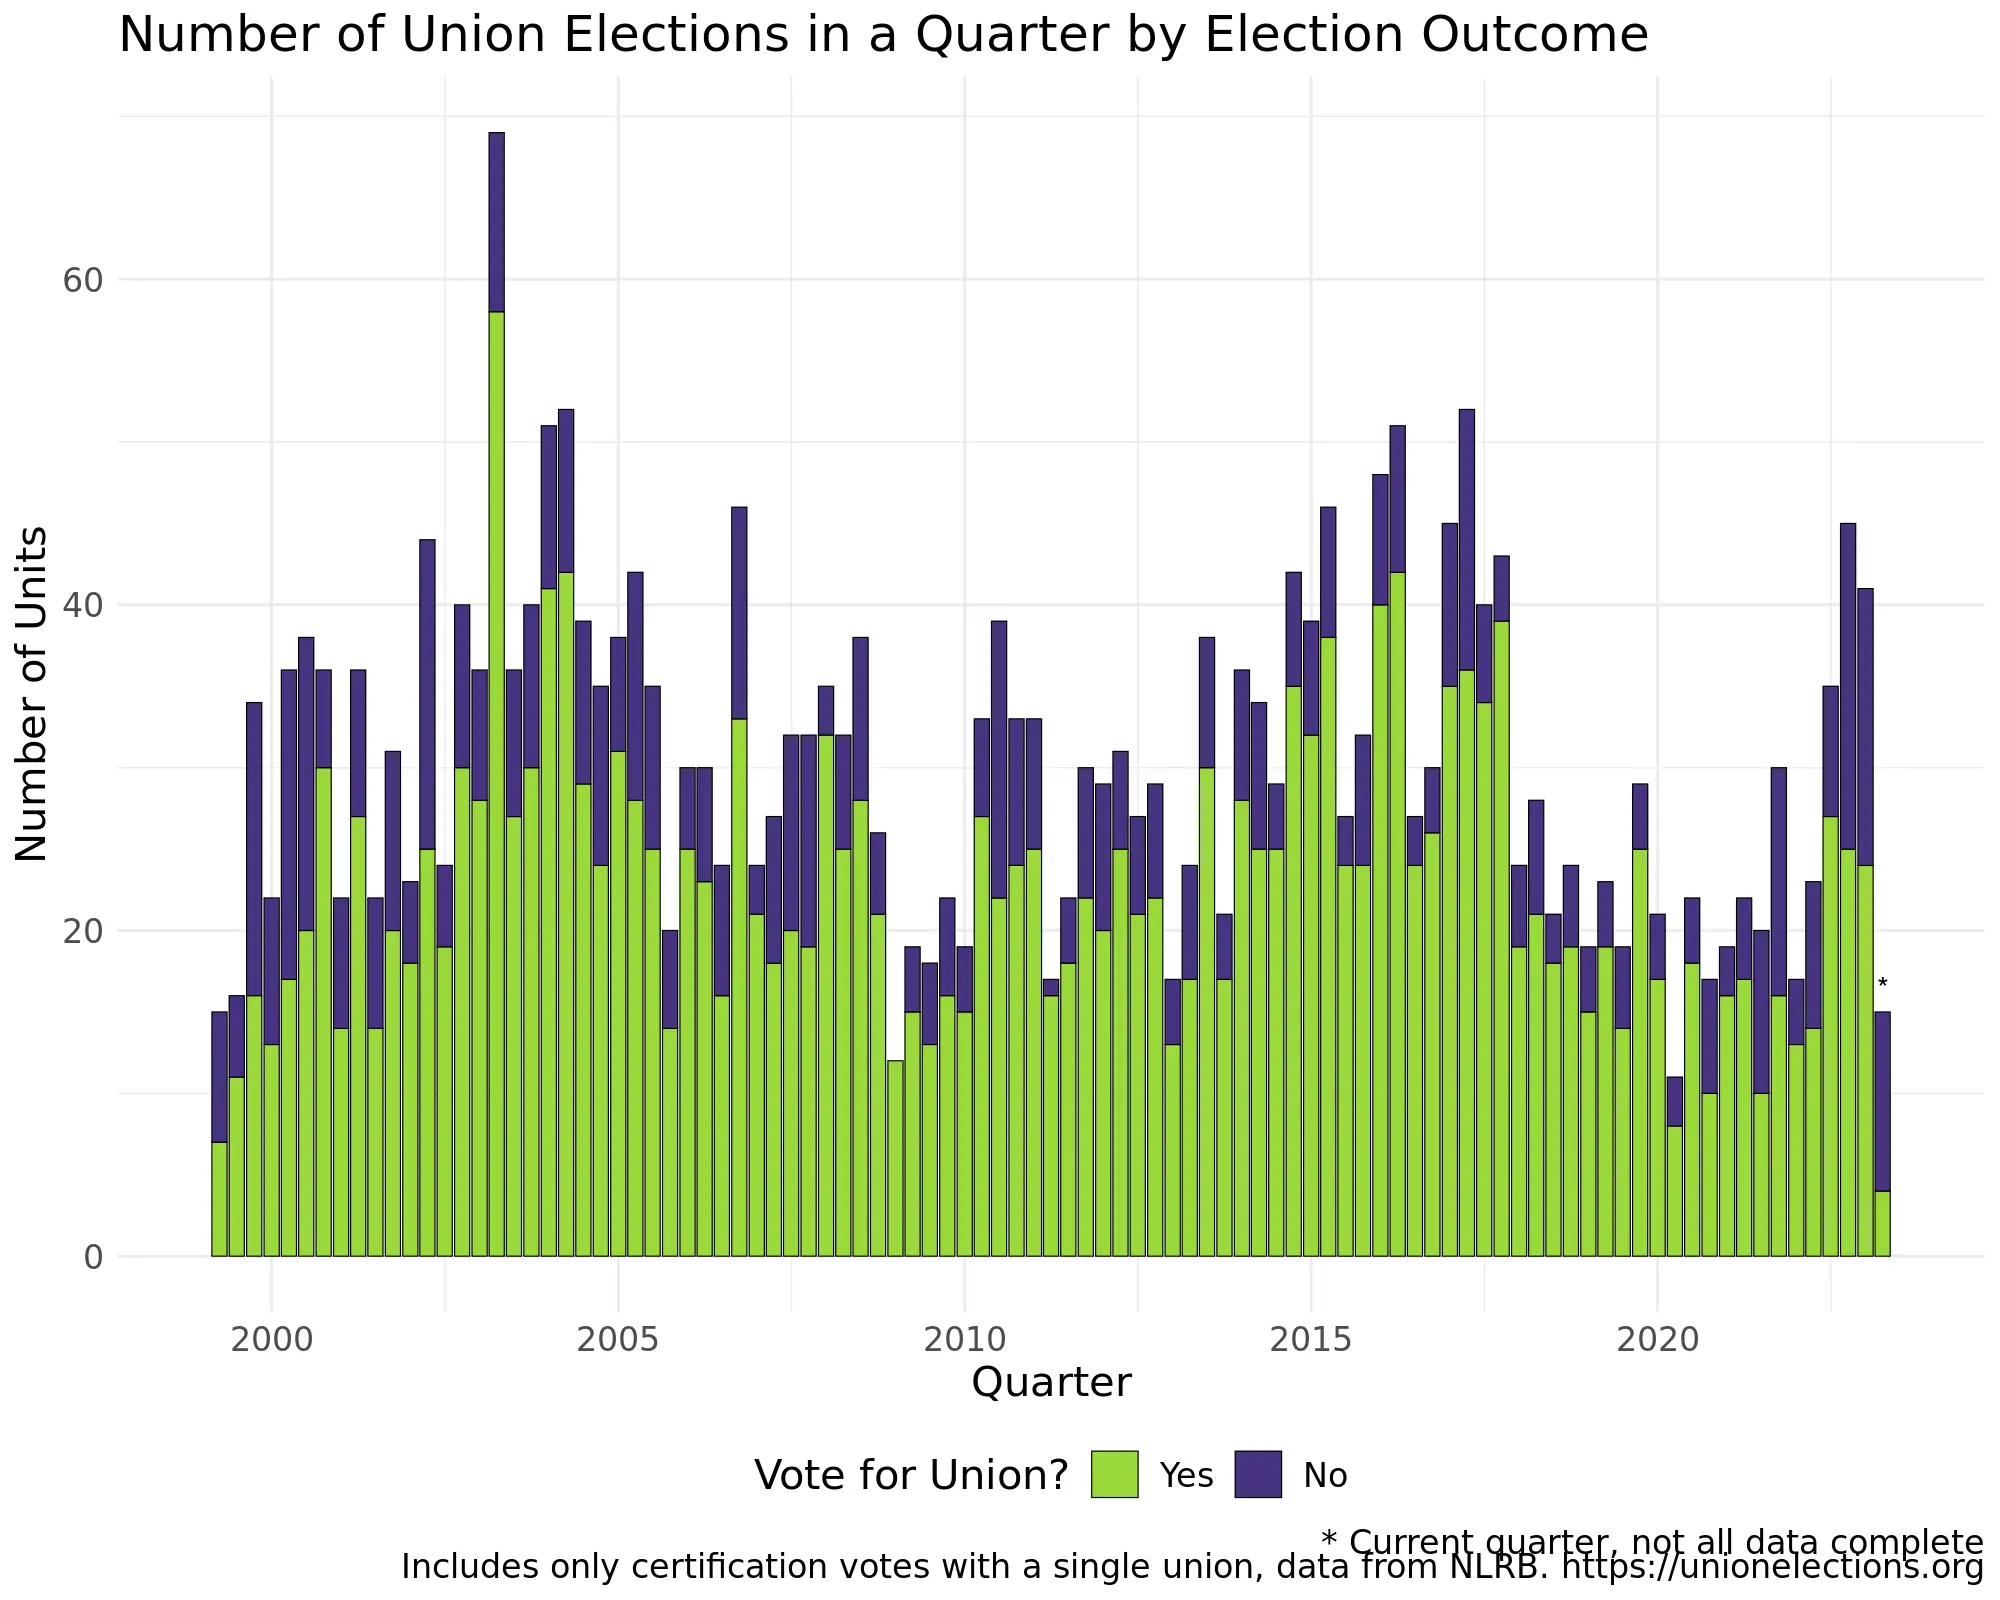 Number of Union Elections in a Quarter by Election Outcome
Number of Units
60
40
20
0
*
2000 2005 2010 2015 2020
Quarter
Vote for Union? Yes No
* Current quarter, not all data complete
Includes only certification votes with a single union, data from NLRB. https://unionelections.org